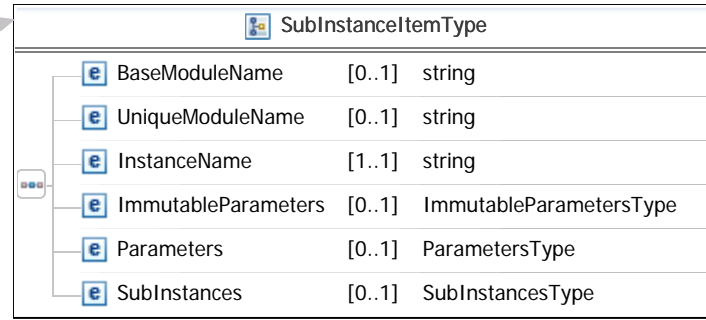 SubInstanceItemType
e BaseModuleName [0..1] string
e UniqueModuleName [0..1] string
e InstanceName [1..1] string
e ImmutableParameters [0..1] ImmutableParametersType
e Parameters [0..1] ParametersType
e SubInstances [0..1] SubInstancesType